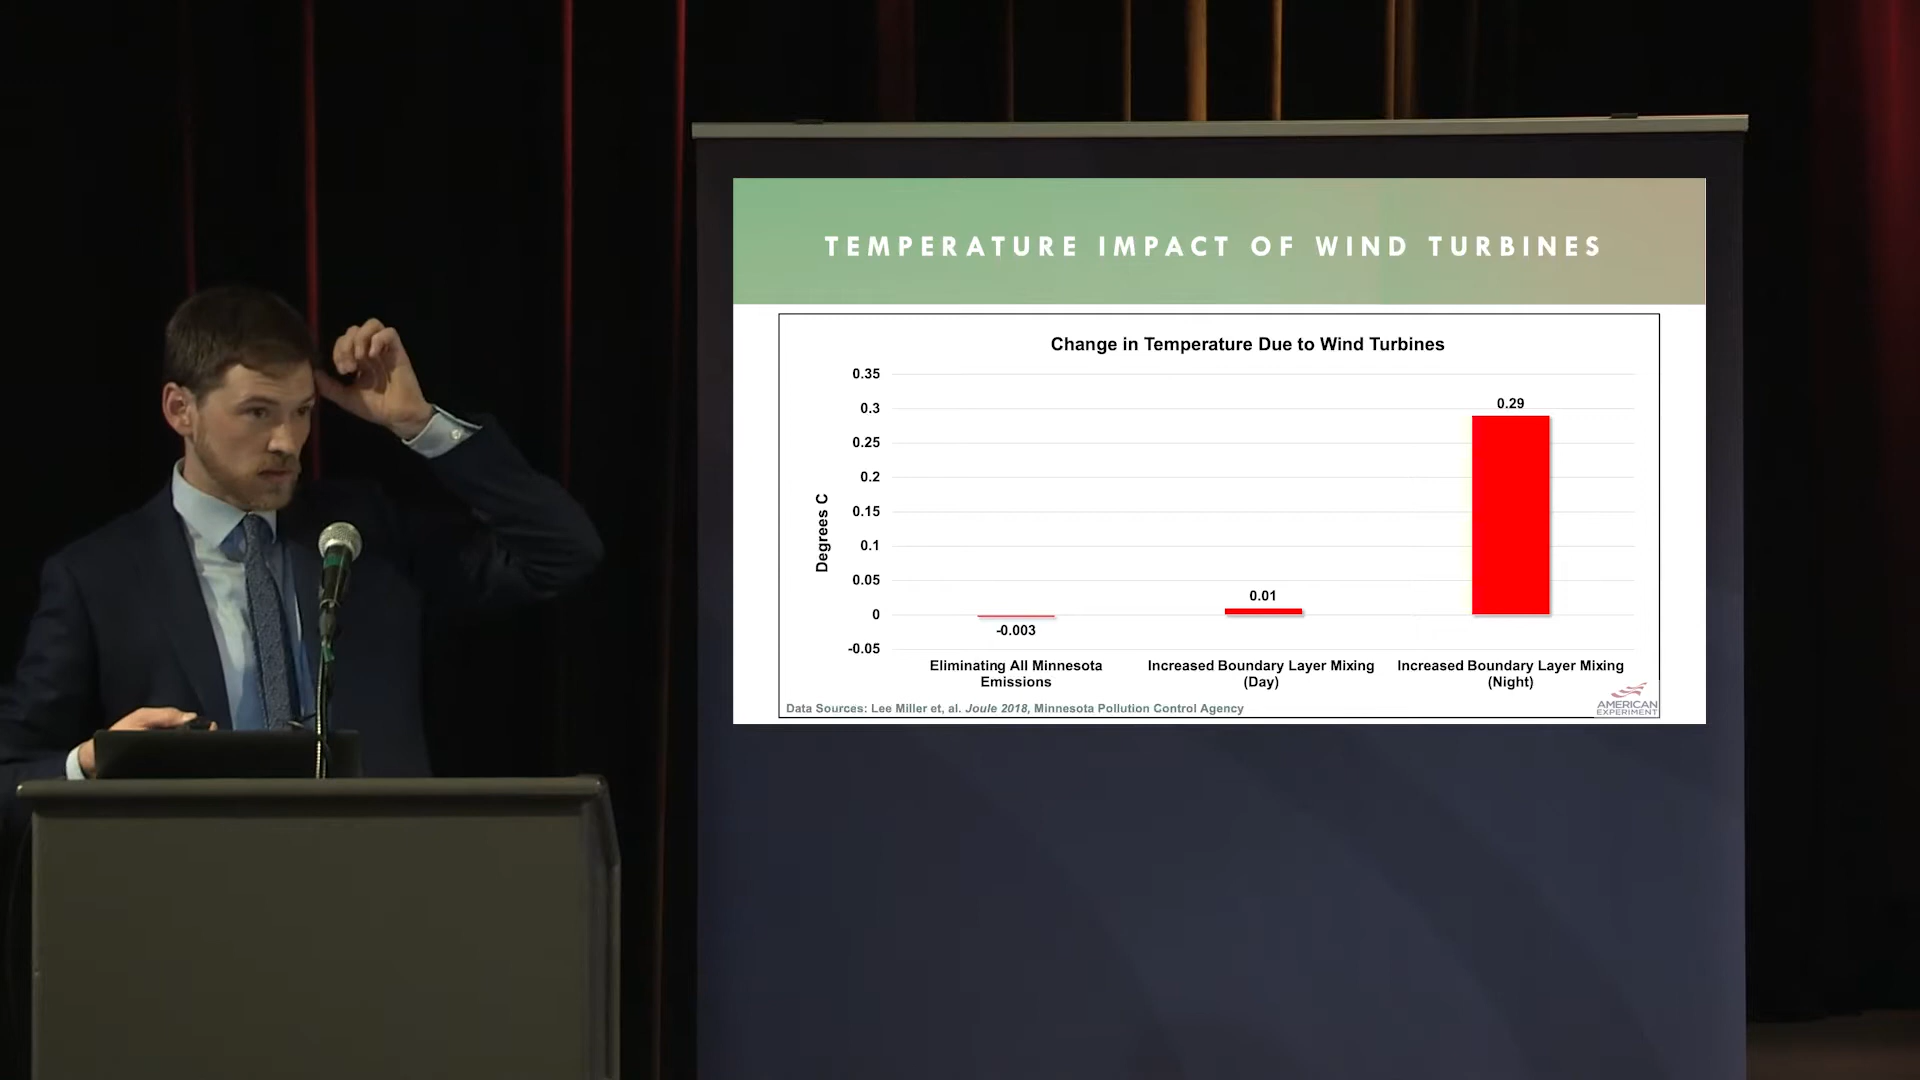 TEMPERATURE IMPACT OF WIND TURBINES
Change in Temperature Due to Wind Turbines
0.35
0.3
0.25
0.2
0.15
0.1
0.05
0
-0.05
Degrees C
-0.003
0.01
0.29
Eliminating All Minnesota
Emissions
Increased Boundary Layer Mixing
(Day)
Increased Boundary Layer Mixing
(Night)
Data Sources: Lee Miller et, al. Joule 2018, Minnesota Pollution Control Agency
AMERICAN
EXPERIMENT